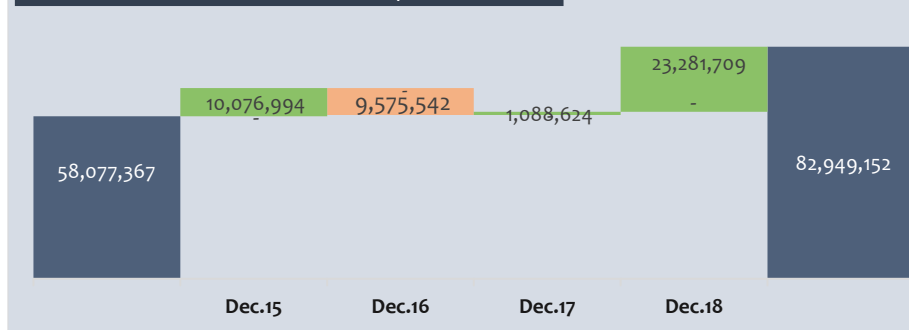 23,281,709
-
10,076,994
-
-
9,575,542
-
1,088,624
58,077,367
82,949,152
Dec.15
Dec.16
Dec.17
Dec.18